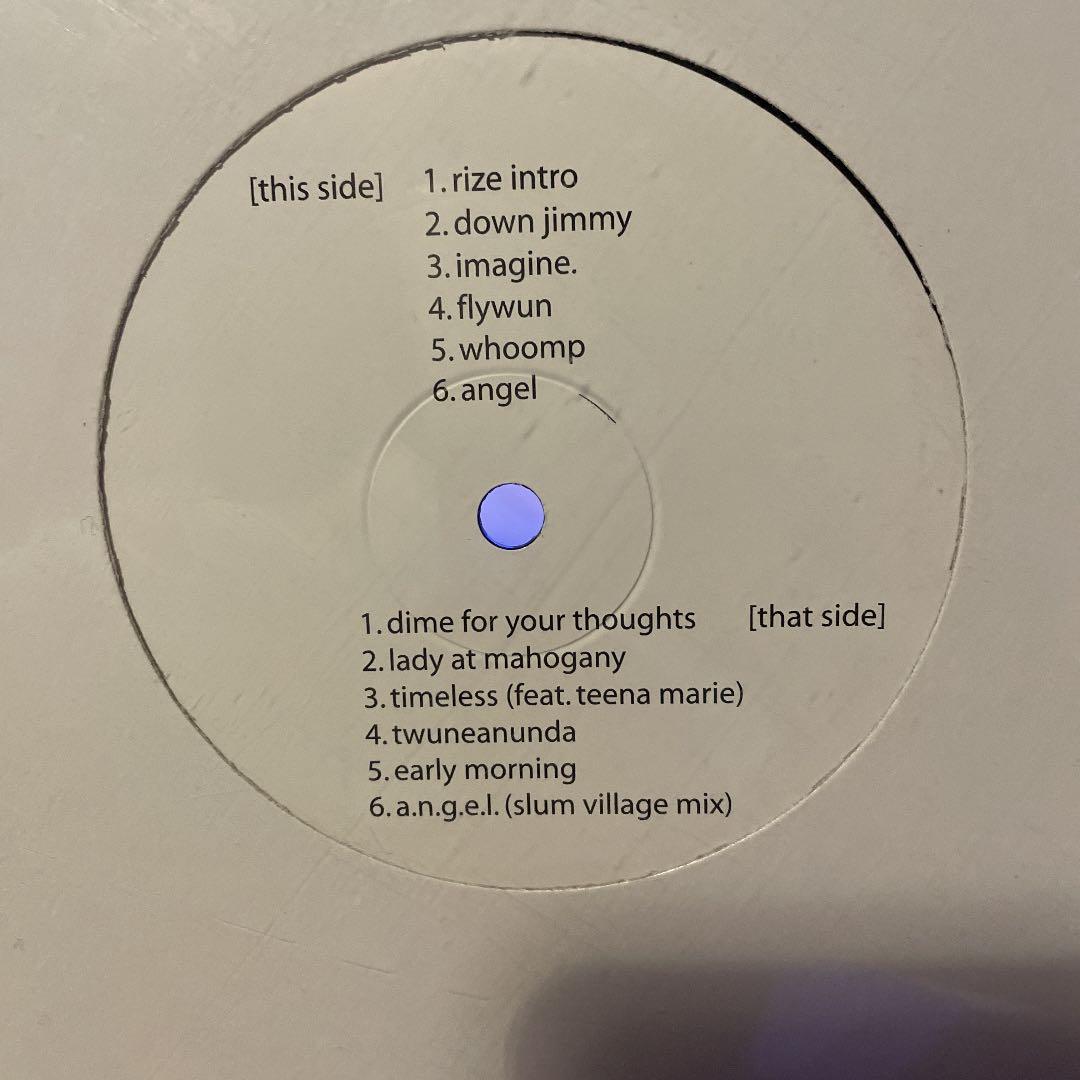 [this side]
1. rize intro
2. down jimmy
3. imagine.
4. flywun
5. whoomp
6. angel
1. dime for your thoughts
[that side]
2. lady at mahogany
3. timeless (feat. teena marie)
4. twuneanunda
5. early morning
6. a.n.g.e.l. (slum village mix)